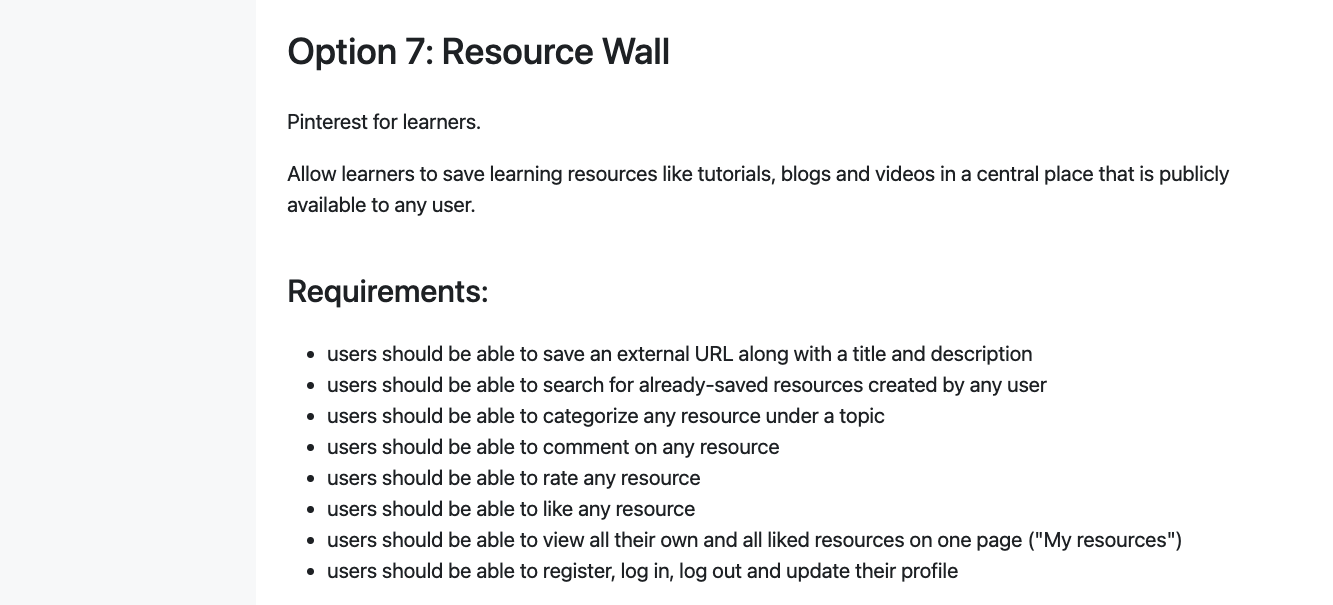 Option 7: Resource Wall
Pinterest for learners.
Allow learners to save learning resources like tutorials, blogs and videos in a central place that is publicly
available to any user.
Requirements:
• users should be able to save an external URL along with a title and description
• users should be able to search for already-saved resources created by any user
• users should be able to categorize any resource under a topic
• users should be able to comment on any resource
• users should be able to rate any resource
• users should be able to like any resource
• users should be able to view all their own and all liked resources on one page ("My resources")
• users should be able to register, log in, log out and update their profile